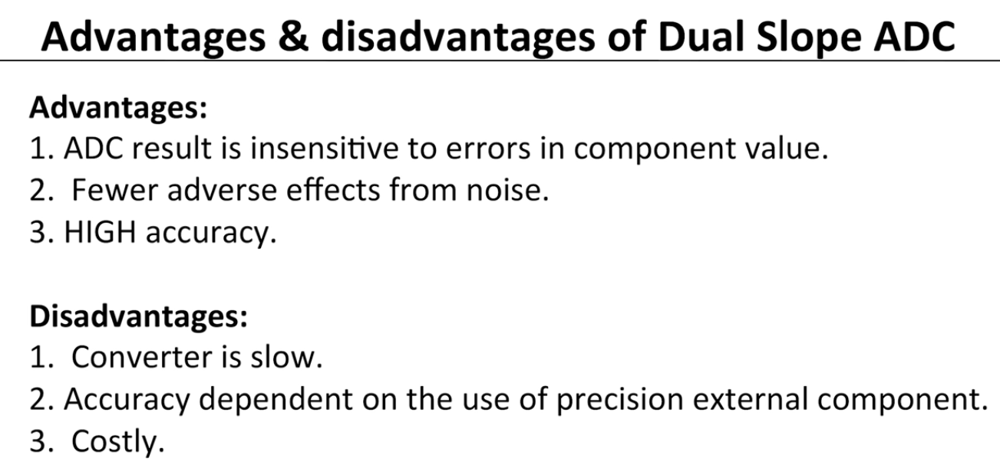 Advantages & disadvantages of Dual Slope ADC
Advantages:
1. ADC result is insensitive to errors in component value.
2. Fewer adverse effects from noise.
3. HIGH accuracy.
Disadvantages:
1. Converter is slow.
2. Accuracy dependent on the use of precision external component.
3. Costly.